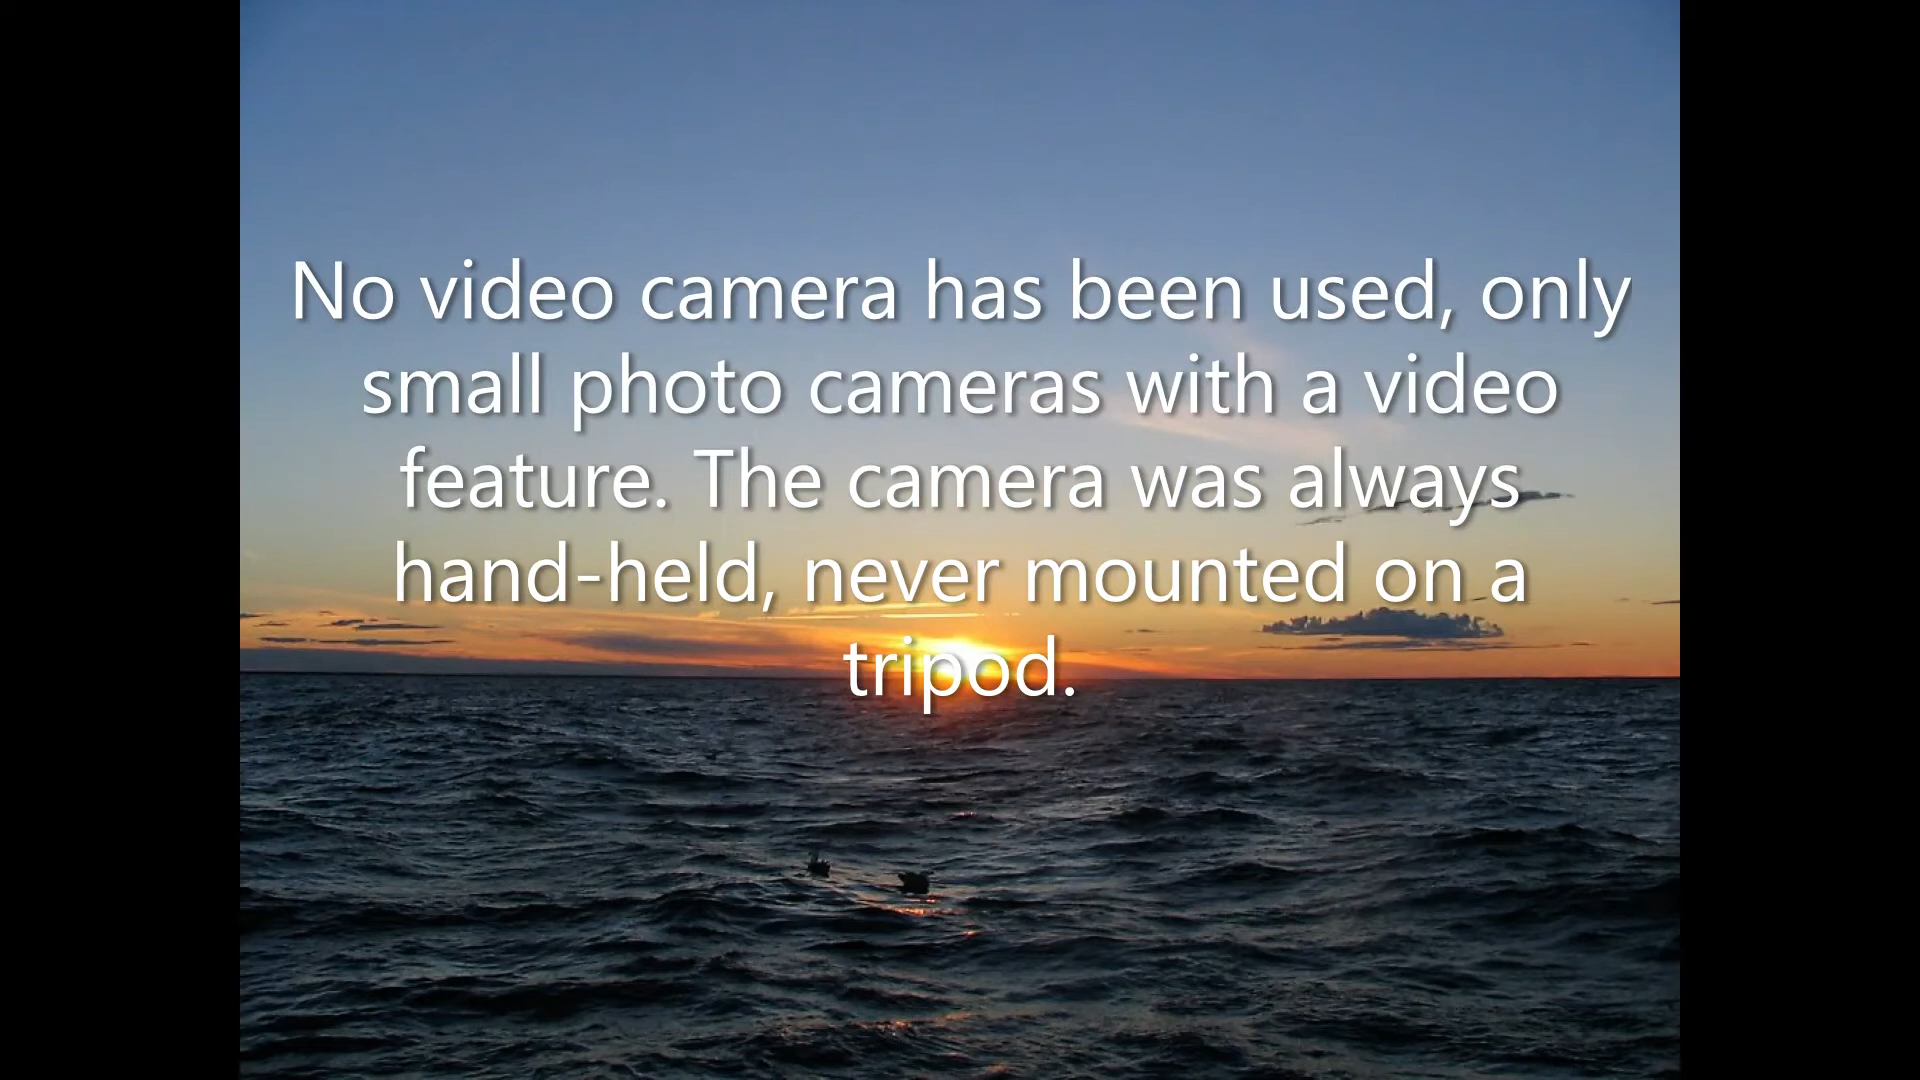 No video camera has been used, only
small photo cameras with a video
feature. The camera was always
hand-held, never mounted on a
tripod.